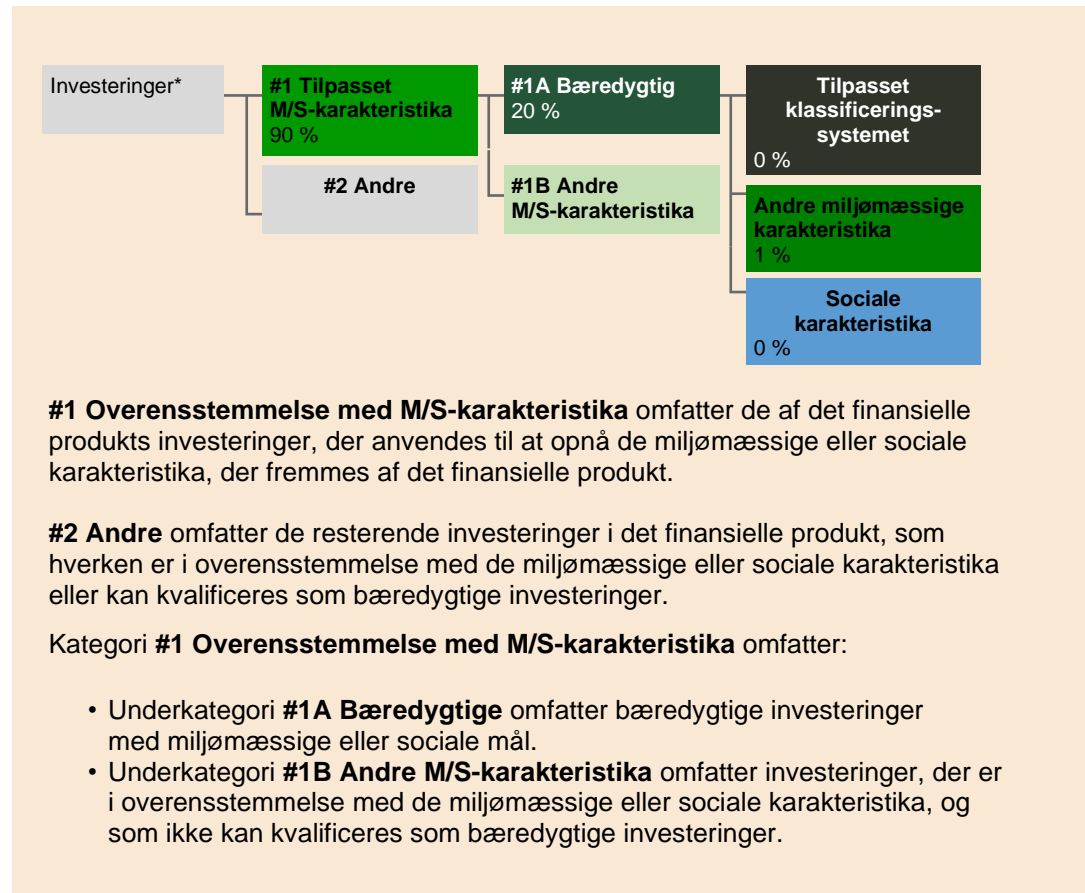 Investeringer*
#1 Tilpasset
M/S-karakteristika
90 %
#2 Andre
#1A Bæredygtig
20 %
#1B Andre
M/S-karakteristika
Tilpasset
klassificerings-
systemet
0 %
Andre miljømæssige
karakteristika
1 %
Sociale
karakteristika
0 %
#1 Overensstemmelse med M/S-karakteristika omfatter de af det finansielle
produkts investeringer, der anvendes til at opnå de miljømæssige eller sociale
karakteristika, der fremmes af det finansielle produkt.
#2 Andre omfatter de resterende investeringer i det finansielle produkt, som
hverken er i overensstemmelse med de miljømæssige eller sociale karakteristika
eller kan kvalificeres som bæredygtige investeringer.
Kategori #1 Overensstemmelse med M/S-karakteristika omfatter:
• Underkategori #1A Bæredygtige omfatter bæredygtige investeringer
med miljømæssige eller sociale mål.
• Underkategori #1B Andre M/S-karakteristika omfatter investeringer, der er
i overensstemmelse med de miljømæssige eller sociale karakteristika, og
som ikke kan kvalificeres som bæredygtige investeringer.